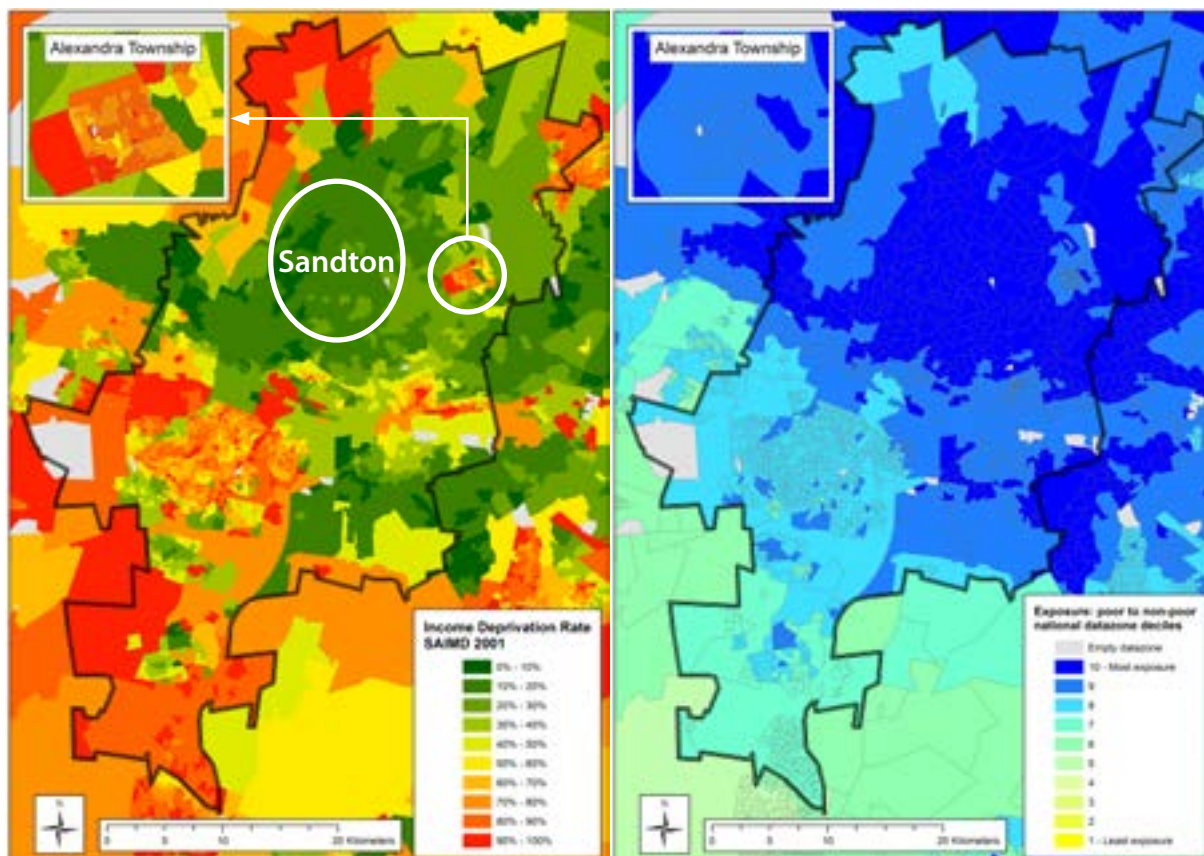 Alexandra Township
Sandton
Income Deprivation Rate
SAIMD 2001
0% - 10%
10% - 20%
20% - 30%
30% - 40%
40% - 50%
50% - 60%
60% - 70%
70% - 80%
80% - 90%
90% - 100%
N
0 5 10 20 Kilometers
Alexandra Township
Exposure: poor to non-poor
national datazone deciles
Empty datazone
10 - Most exposure
9
8
7
6
5
4
3
2
1 - Least exposure
N
0 5 10 20 Kilometers